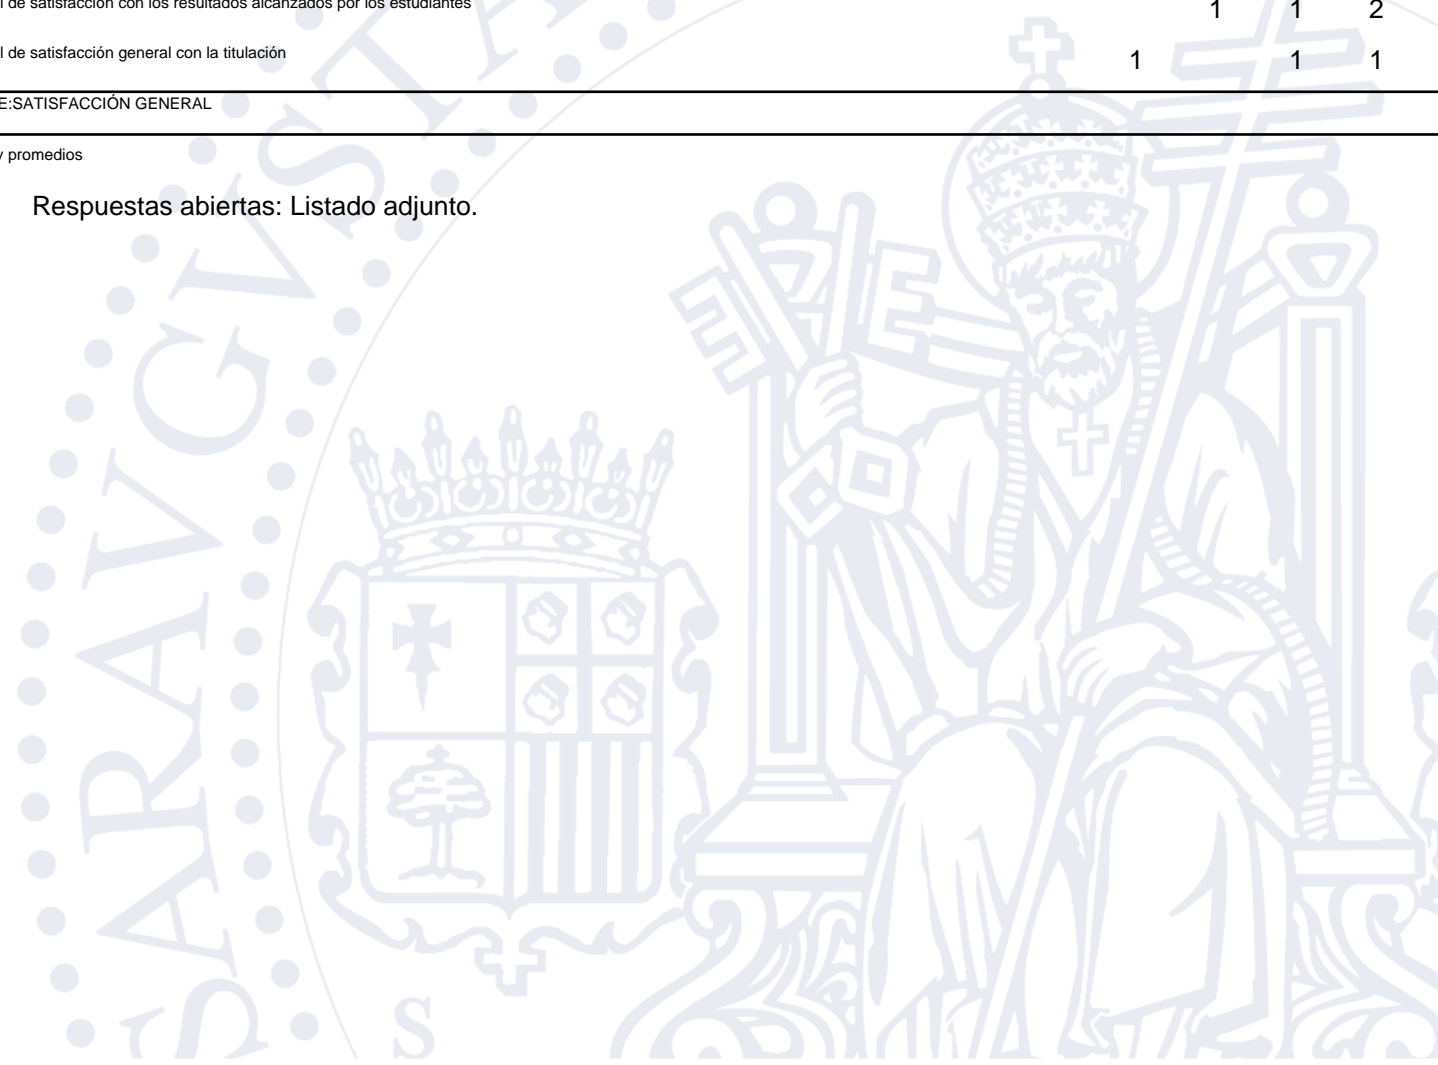 l de satisfacción con los resultados alcanzados por los estudiantes 1 1 2
l de satisfacción general con la titulación 1 1 1
E:SATISFACCIÓN GENERAL
y promedios
Respuestas abiertas: Listado adjunto.
SARAVGVSTA
S